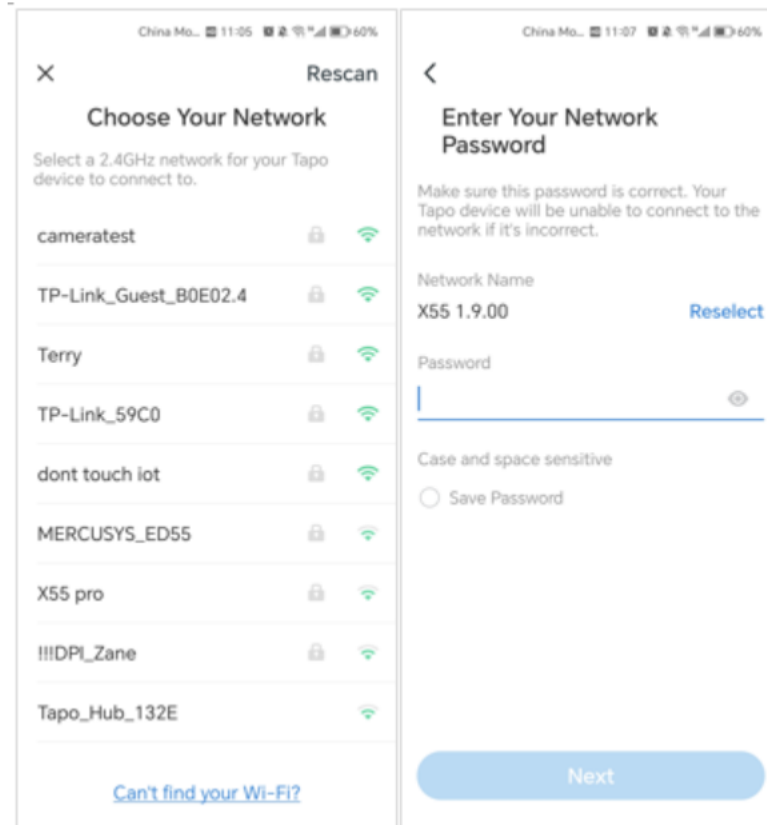 China Mo... 11:05 60%
Rescan
Choose Your Network
Select a 2.4GHz network for your Tapo
device to connect to.
cameratest
TP-Link_Guest_B0E02.4
Terry
TP-Link_59C0
dont touch iot
MERCUSYS_ED55
X55 pro
!!!DPI_Zane
Tapo_Hub_132E
Can't find your Wi-Fi?
China Mo... 11:07 60%
Enter Your Network
Password
Make sure this password is correct. Your
Tapo device will be unable to connect to the
network if it's incorrect.
Network Name
X55 1.9.00 Reselect
Password
Case and space sensitive
Save Password
Next